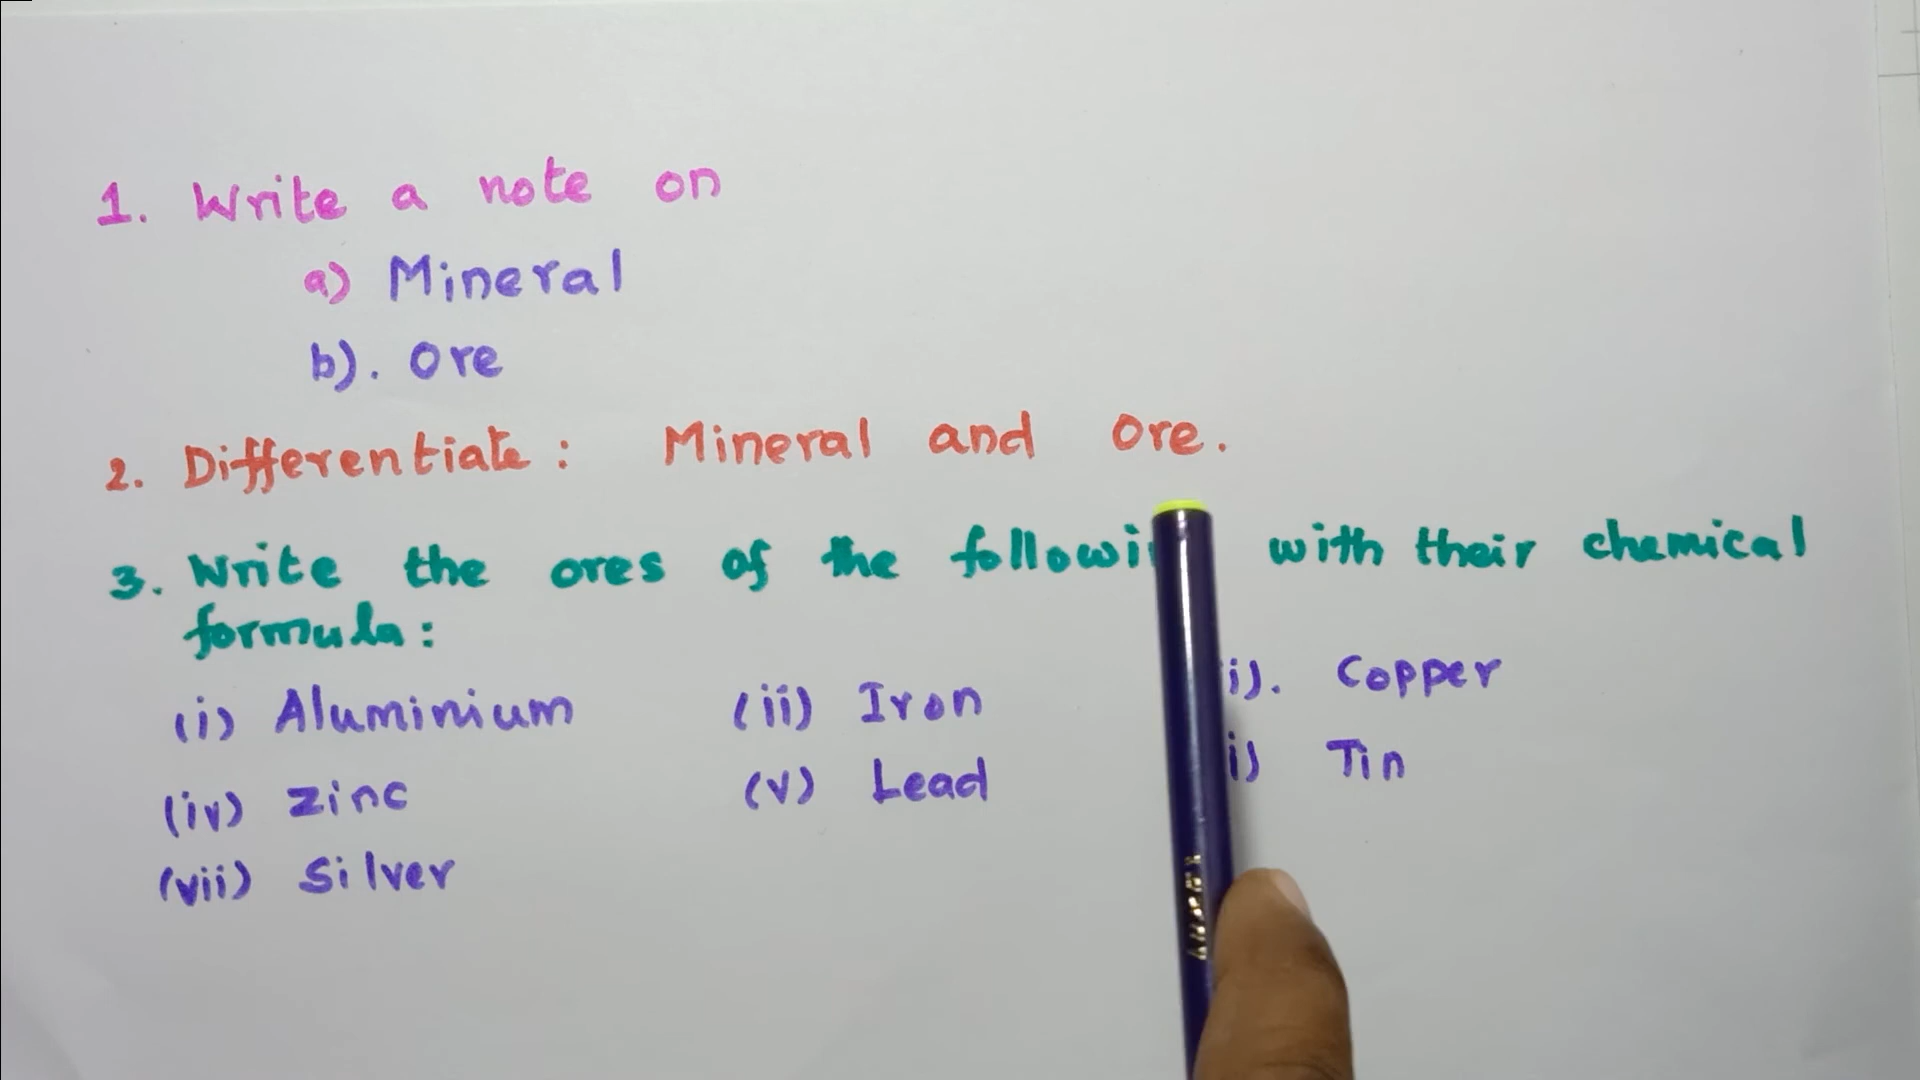 1. Write a note on
a) Mineral
b). Ore
2. Differentiate : Mineral and Ore.
3. Write the ores of the with their chemical
formula :
(i) Aluminium (ii) Iron i). Copper
(iv) Zinc (v) Lead i) Tin
(vii) Silver